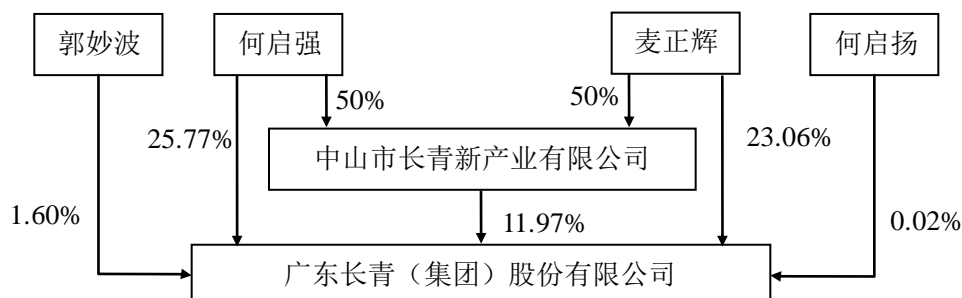 郭妙波 何启强 麦正辉 何启扬
50% 50%
25.77% 23.06%
中山市长青新产业有限公司
1.60% 11.97% 0.02%
广东长青（集团）股份有限公司